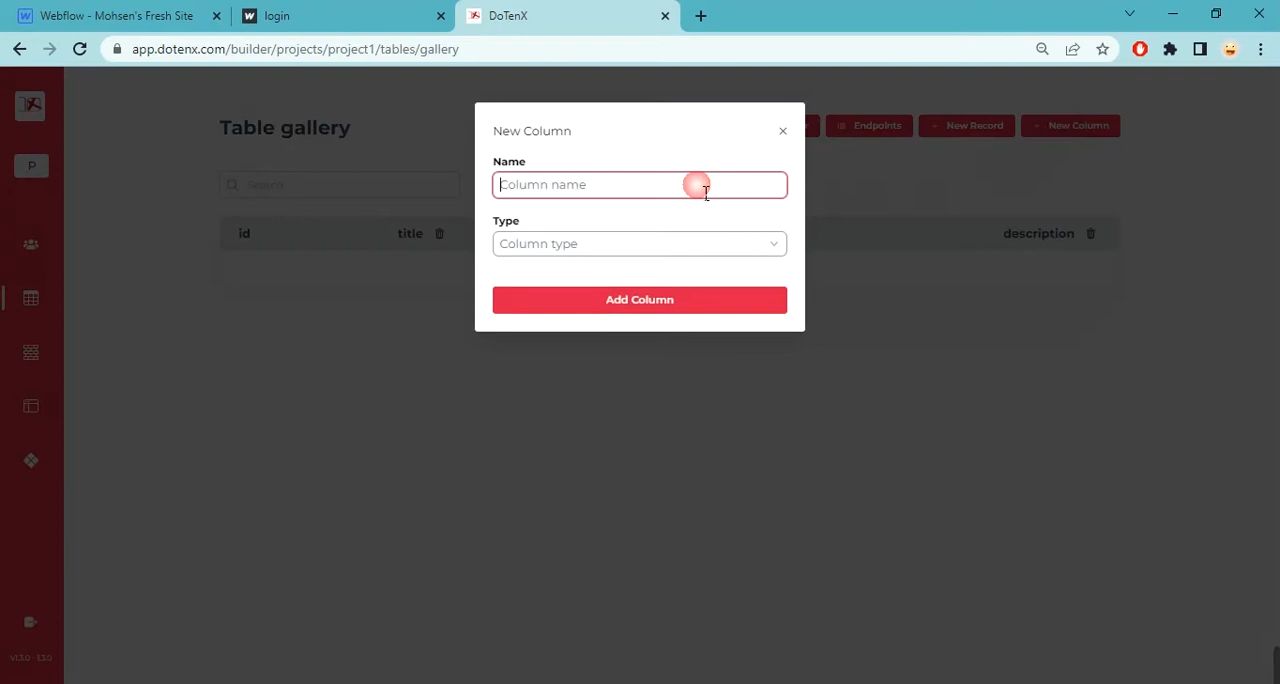 Webflow - Mohsen's Fresh Site
login
DoTenX
app.dotenx.com/builder/projects/project1/tables/gallery
P
Table gallery
Endpoints
New Record
New Column
Search
id
title
description
New Column
Name
Column name
Type
Column type
Add Column